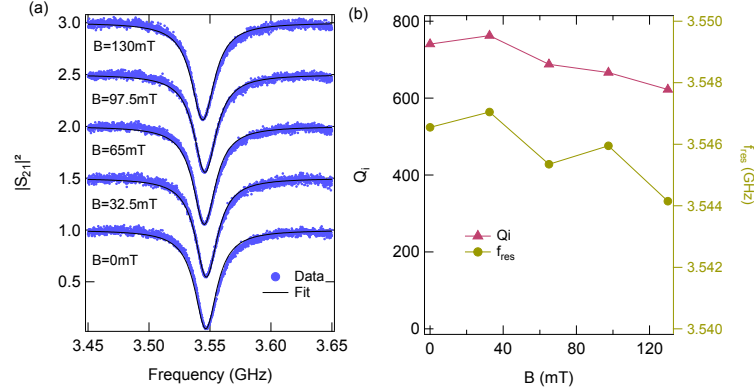 (a)
3.0
2.5
2.0
1.5
1.0
0.5
|S21|²
B=130mT
B=97.5mT
B=65mT
B=32.5mT
B=0mT
Data
Fit
3.45
3.50
3.55
3.60
3.65
Frequency (GHz)
(b)
800
600
400
200
0
Qi
Qi
fres
0
40
80
120
B (mT)
3.550
3.548
3.546
3.544
3.542
3.540
fres (GHz)